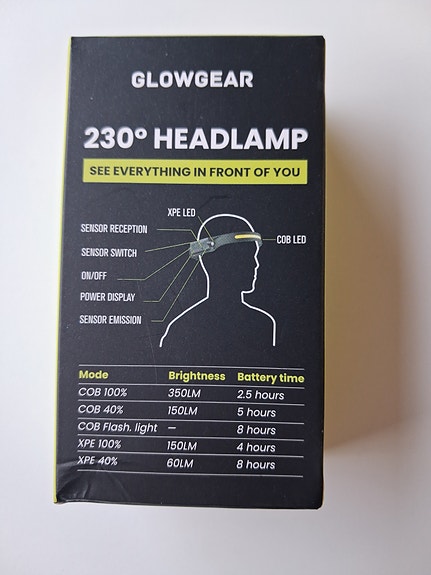 GLOWGEAR
230° HEADLAMP
SEE EVERYTHING IN FRONT OF YOU
XPE LED
SENSOR RECEPTION
COB LED
SENSOR SWITCH
ON/OFF
POWER DISPLAY
SENSOR EMISSION
Mode Brightness Battery time
COB 100% 350LM 2.5 hours
COB 40% 150LM 5 hours
COB Flash. light — 8 hours
XPE 100% 150LM 4 hours
XPE 40% 60LM 8 hours